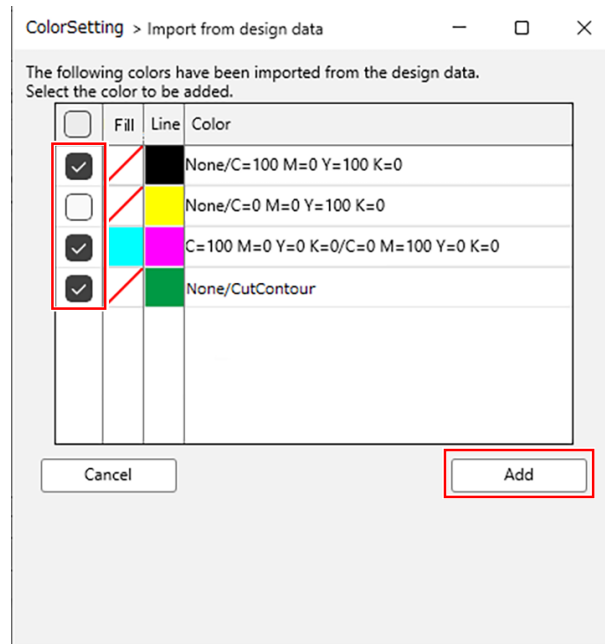 ColorSetting > Import from design data
The following colors have been imported from the design data.
Select the color to be added.
Fill Line Color
None/C=100 M=0 Y=100 K=0
None/C=0 M=0 Y=100 K=0
C=100 M=0 Y=0 K=0/C=0 M=100 Y=0 K=0
None/CutContour
Cancel Add